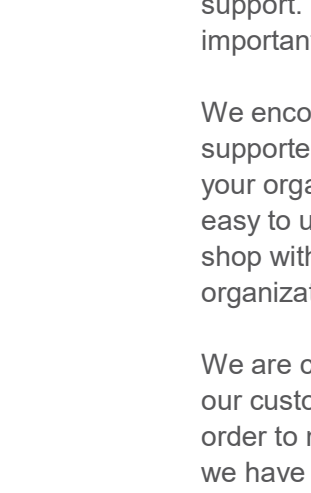 support.
important
We enco
supporte
your orga
easy to u
shop with
organizat
We are c
our custo
order to r
we have